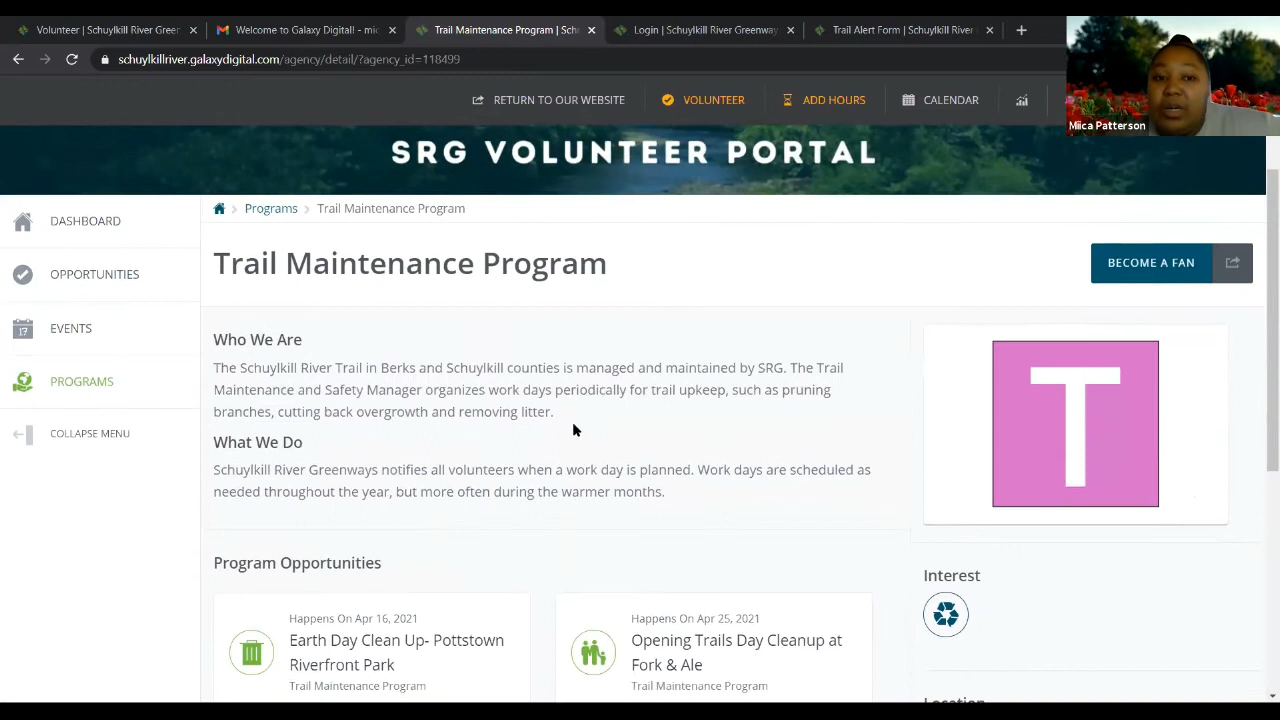 Volunteer | Schuylkill River Green
Welcome to Galaxy Digital! - mi
Trail Maintenance Program | Sch
Login | Schuylkill River Greenway
Trail Alert Form | Schuylkill River
schuylkillriver.galaxydigital.com/agency/detail/?agency_id=118499
RETURN TO OUR WEBSITE
VOLUNTEER
ADD HOURS
CALENDAR
Miica Patterson
SRG VOLUNTEER PORTAL
DASHBOARD
OPPORTUNITIES
17
EVENTS
PROGRAMS
COLLAPSE MENU
Programs
Trail Maintenance Program
Trail Maintenance Program
BECOME A FAN
Who We Are
The Schuylkill River Trail in Berks and Schuylkill counties is managed and maintained by SRG. The Trail
Maintenance and Safety Manager organizes work days periodically for trail upkeep, such as pruning
branches, cutting back overgrowth and removing litter.
What We Do
Schuylkill River Greenways notifies all volunteers when a work day is planned. Work days are scheduled as
needed throughout the year, but more often during the warmer months.
T
Program Opportunities
Happens On Apr 16, 2021
Earth Day Clean Up- Pottstown
Riverfront Park
Trail Maintenance Program
Happens On Apr 25, 2021
Opening Trails Day Cleanup at
Fork & Ale
Trail Maintenance Program
Interest
Location